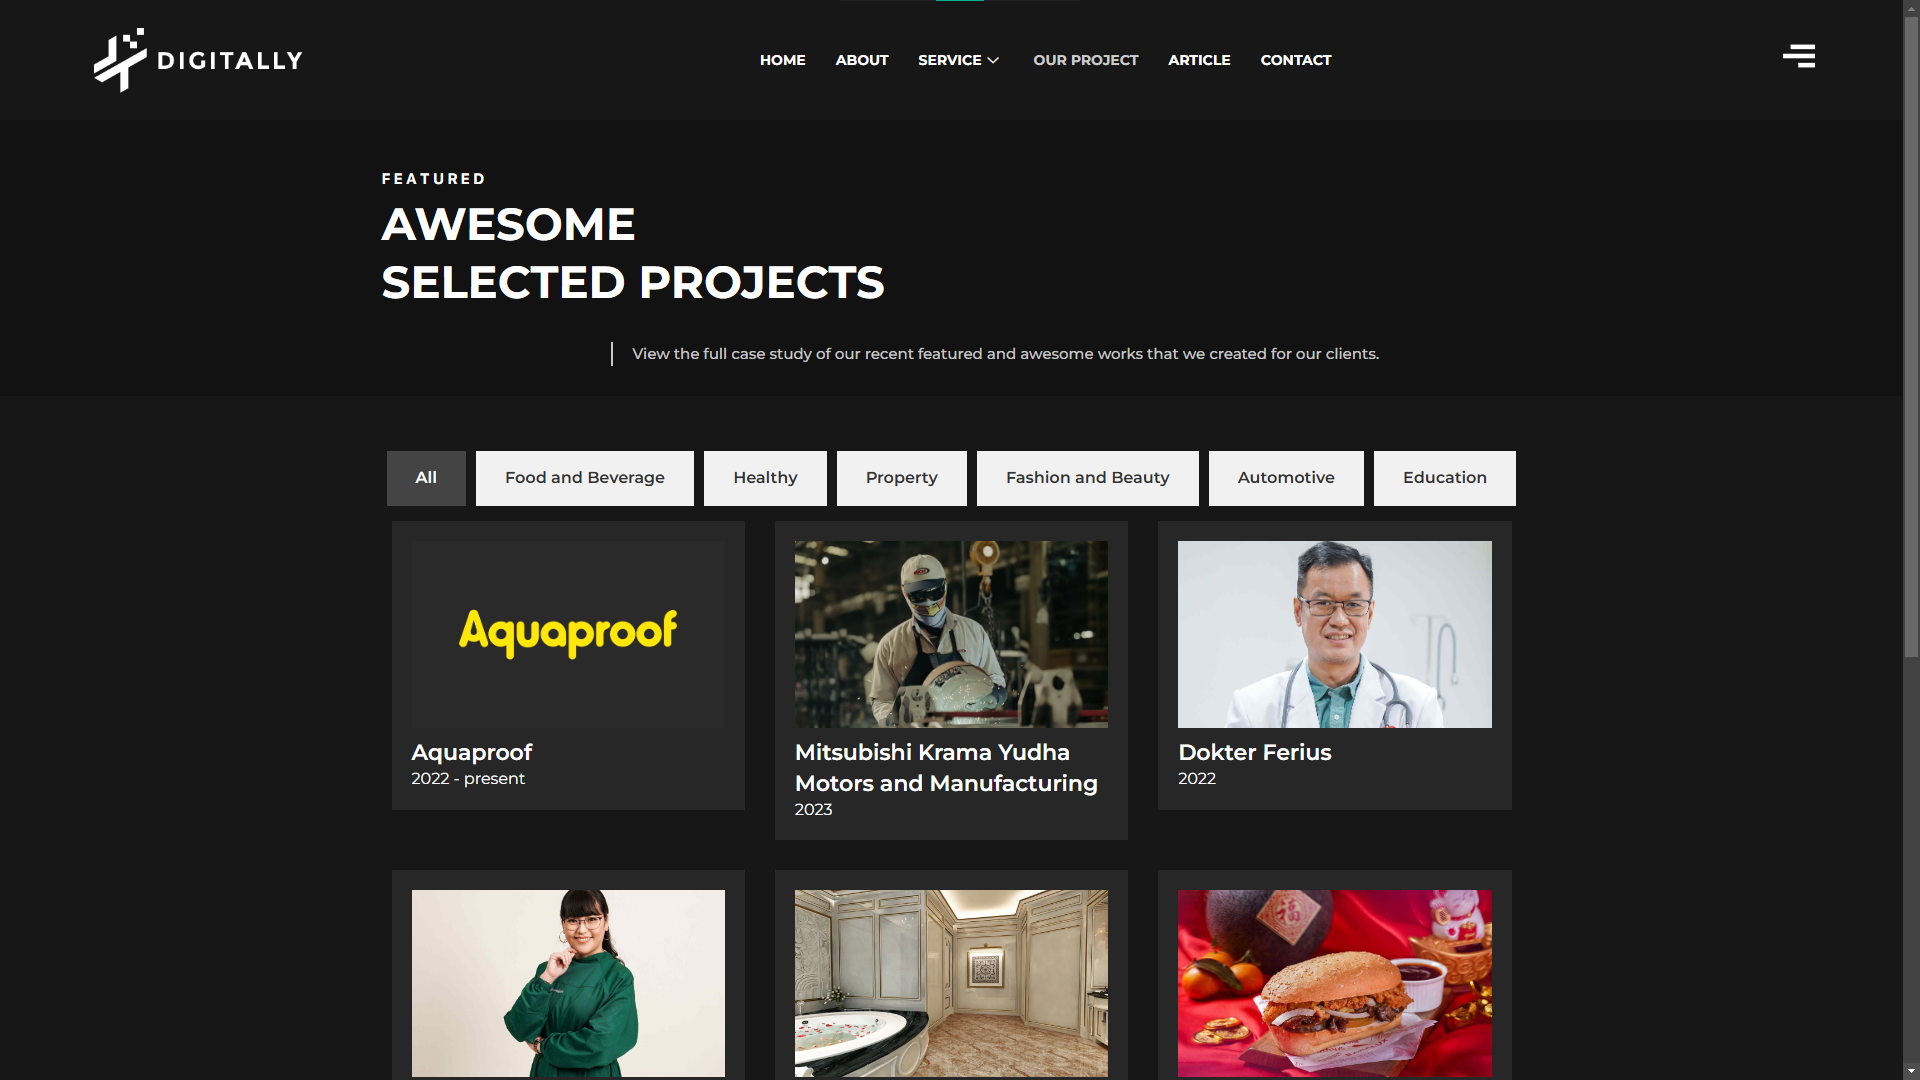 DIGITALLY
HOME
ABOUT
SERVICE
OUR PROJECT
ARTICLE
CONTACT
FEATURED
AWESOME
SELECTED PROJECTS
View the full case study of our recent featured and awesome works that we created for our clients.
All
Food and Beverage
Healthy
Property
Fashion and Beauty
Automotive
Education
Aquaproof
Aquaproof
2022 - present
Mitsubishi Krama Yudha
Motors and Manufacturing
2023
Dokter Ferius
2022
福